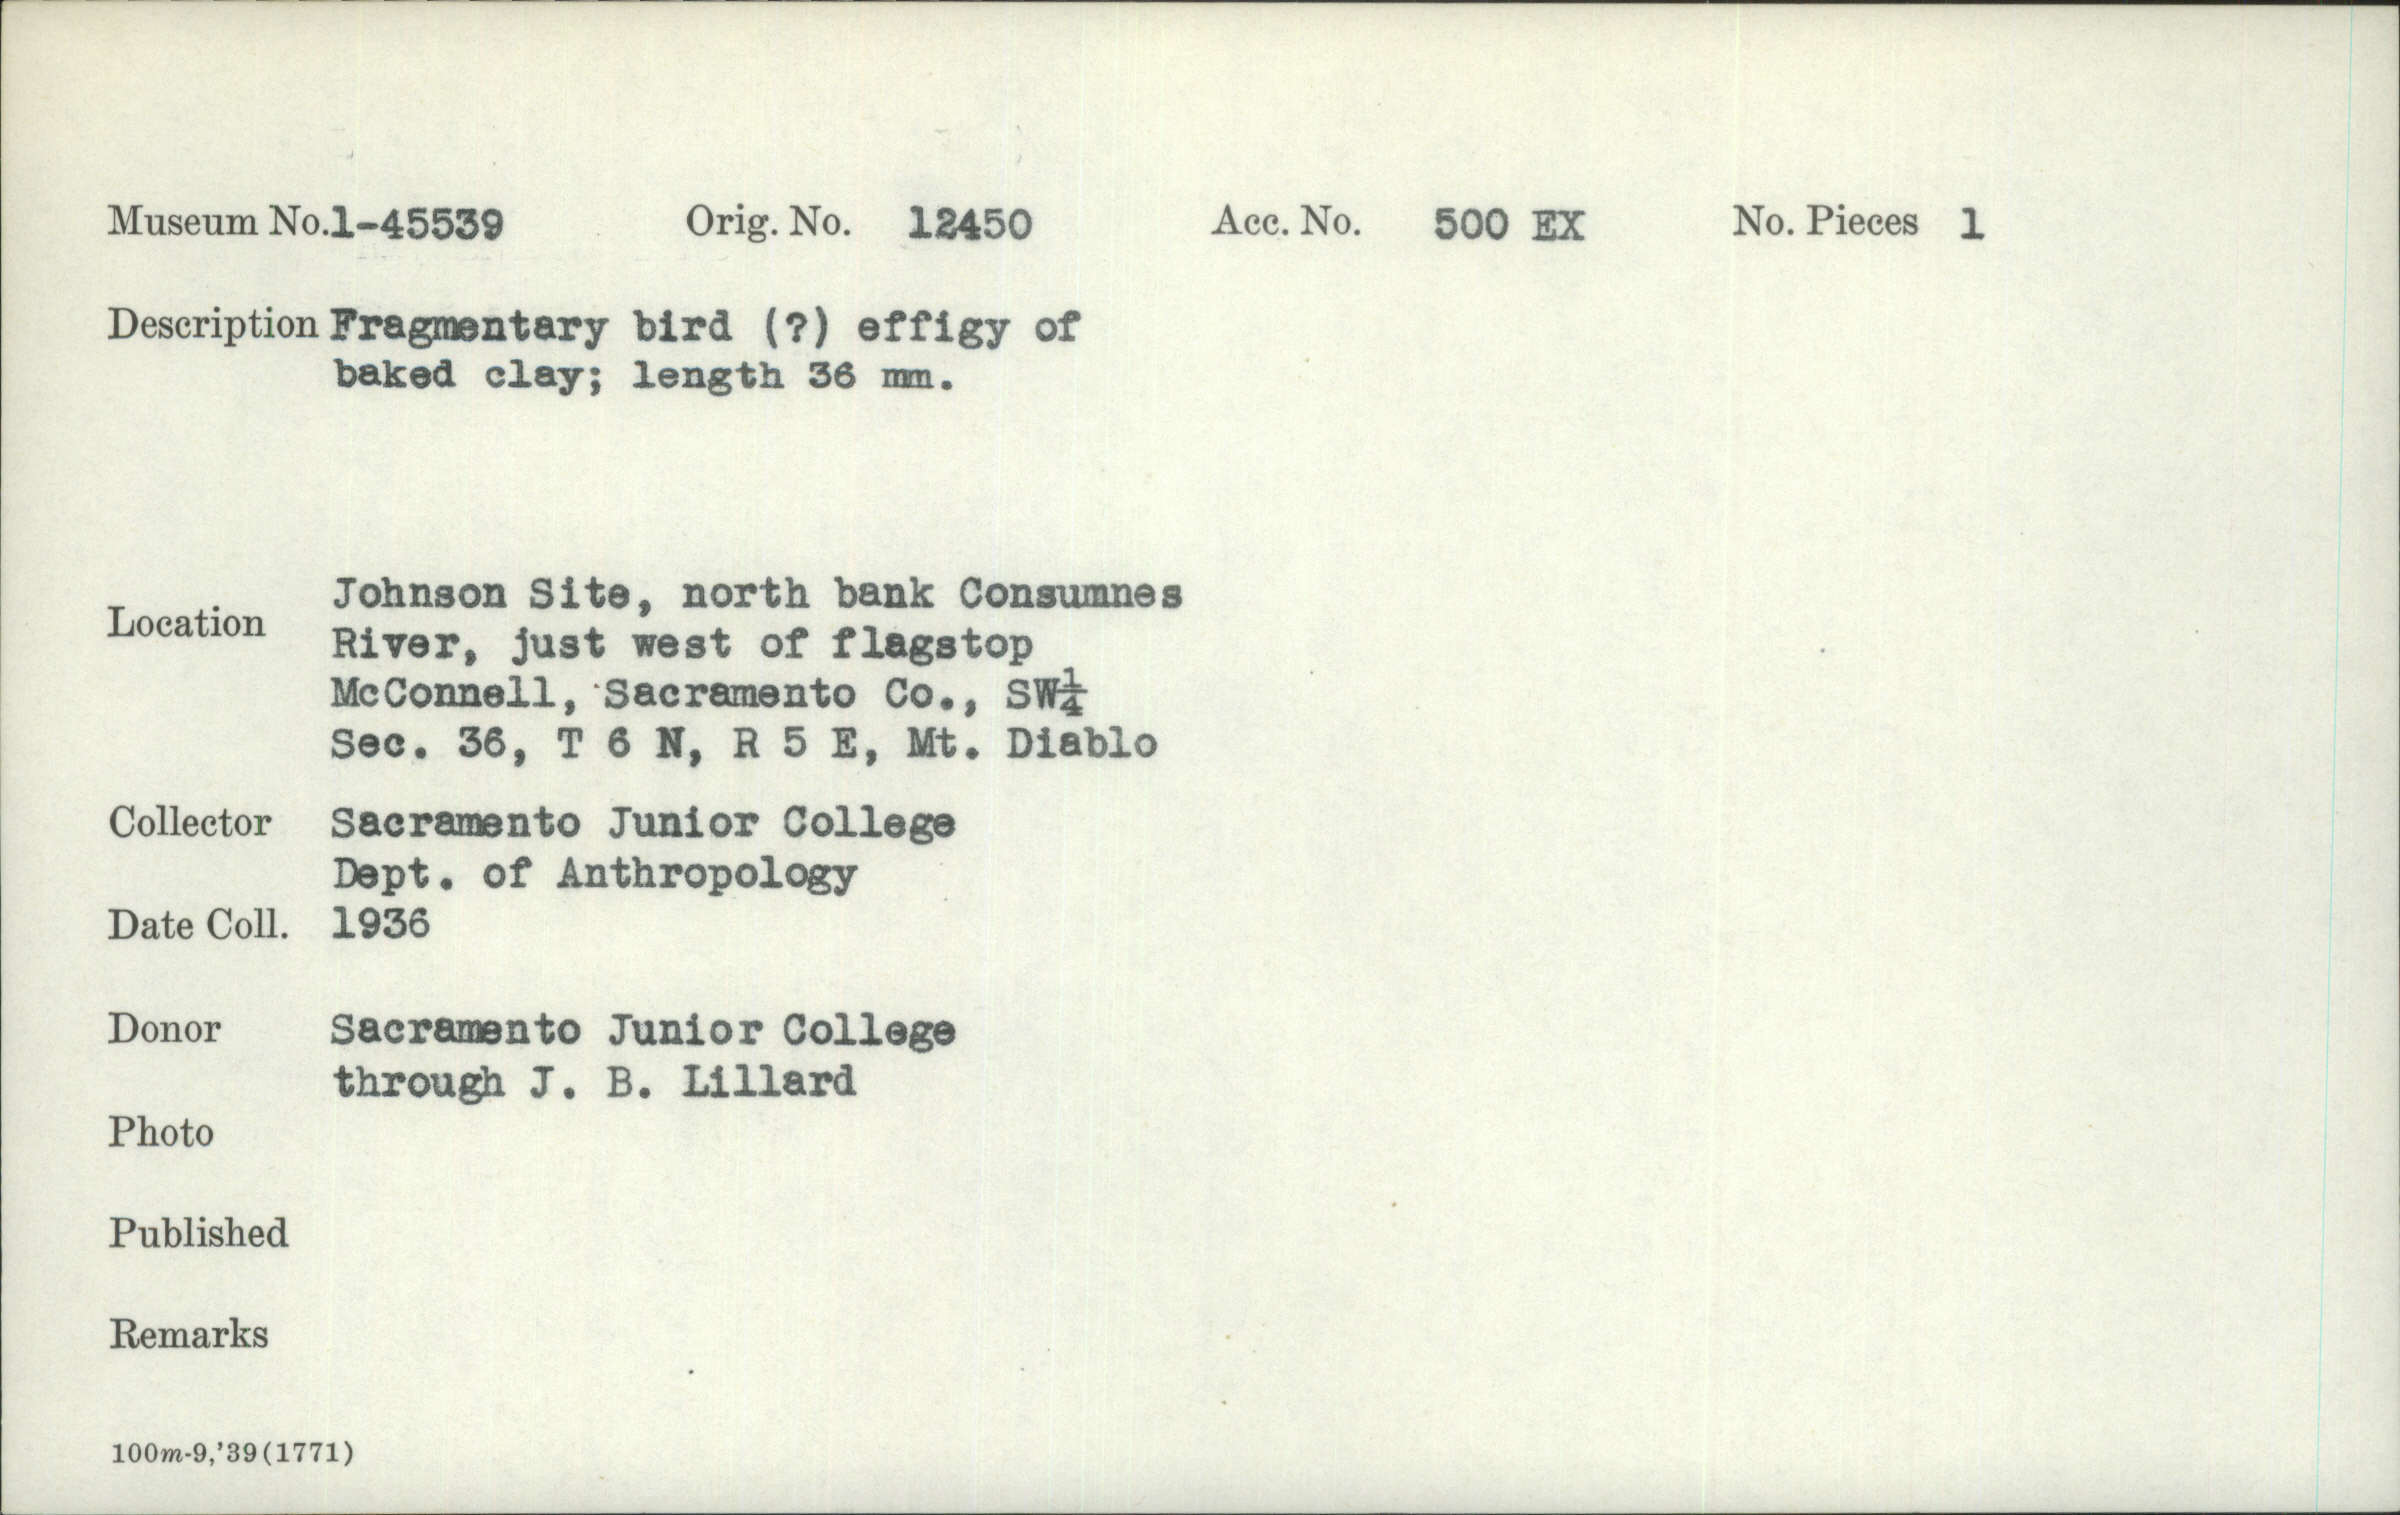 Museum No. 1-45539 Orig. No. 12450 Acc. No. 500 EX No. Pieces 1
Description Fragmentary bird (?) effigy of
baked clay; length 36 mm.
Johnson Site, north bank Consumnes
Location
River, just west of flagstop
McConnell, Sacramento Co., SW¼
Sec. 36, T 6 N, R 5 E, Mt. Diablo
Collector Sacramento Junior College
Dept. of Anthropology
Date Coll. 1936
Donor Sacramento Junior College
through J. B. Lillard
Photo
Published
Remarks
100m-9,'39(1771)